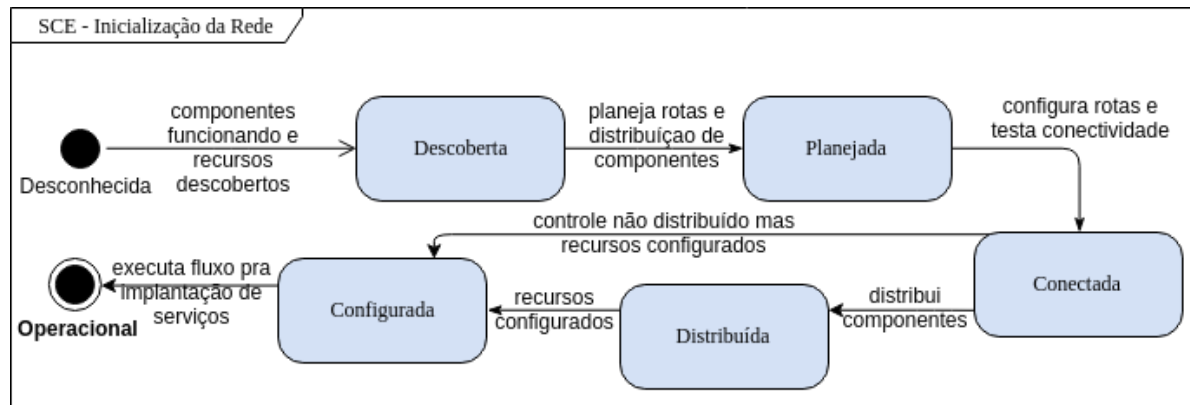 SCE - Inicialização da Rede
componentes
funcionando e
recursos
descobertos
Desconhecida
Descoberta
planeja rotas e
distribuíçao de
componentes
Planejada
configura rotas e
testa conectividade
controle não distribuído mas
recursos configurados
Conectada
distribui
componentes
Distribuída
recursos
configurados
Configurada
executa fluxo pra
implantação de
serviços
Operacional